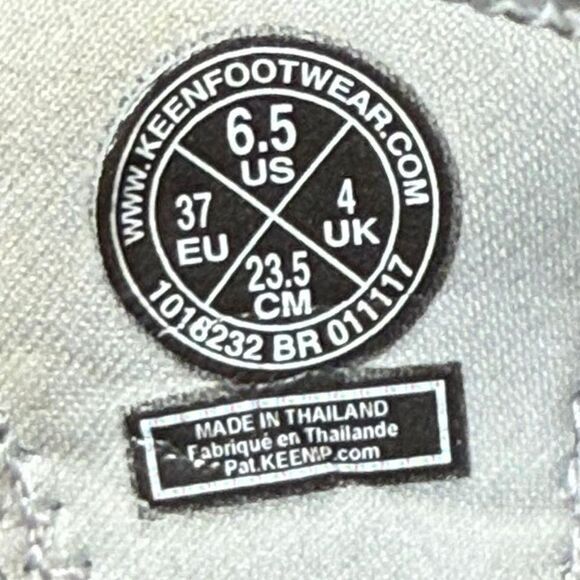 WWW.KEENFOOTWEAR.COM
6.5
US
37
EU
4
UK
23.5
CM
1018232 BR 011117
MADE IN THAILAND
Fabriqué en Thailande
Pat.KEENIP.com